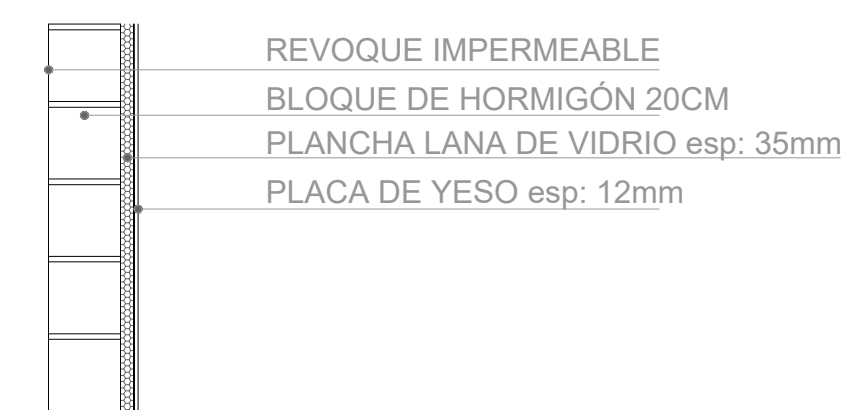 REVOQUE IMPERMEABLE
BLOQUE DE HORMIGÓN 20CM
PLANCHA LANA DE VIDRIO esp: 35mm
PLACA DE YESO esp: 12mm